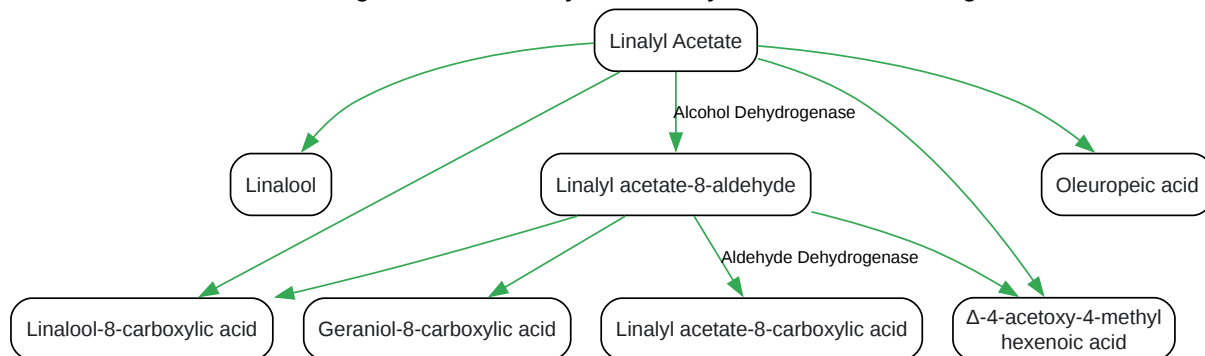 Linalyl Acetate
Alcohol Dehydrogenase
Linalool
Linalyl acetate-8-aldehyde
Oleuropeic acid
Aldehyde Dehydrogenase
Linalool-8-carboxylic acid
Geraniol-8-carboxylic acid
Linalyl acetate-8-carboxylic acid
Δ-4-acetoxy-4-methyl
hexenoic acid